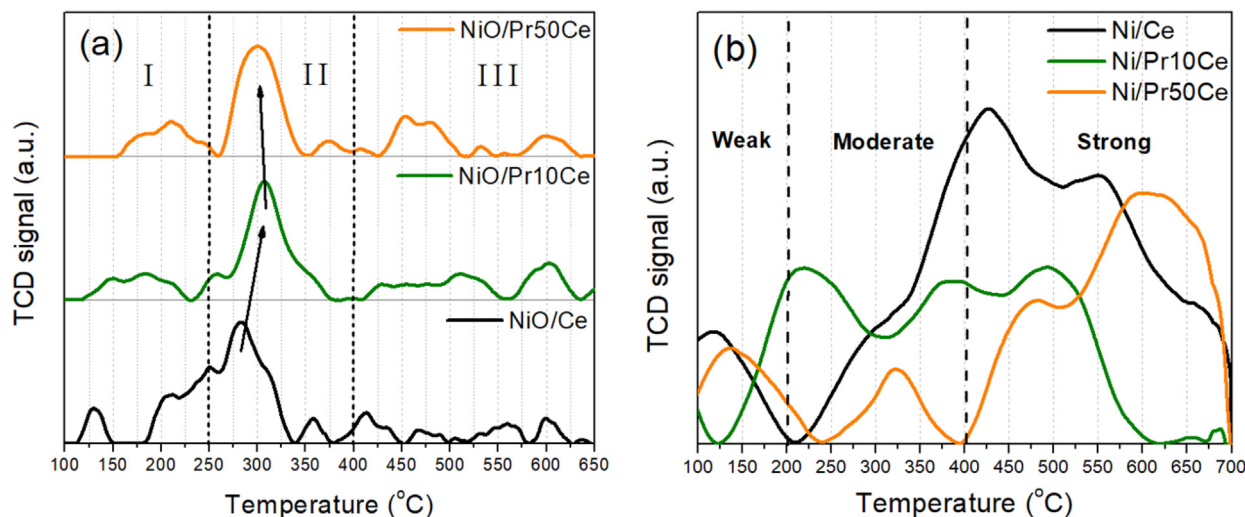 (a)
NiO/Pr50Ce
I
II
III
NiO/Pr10Ce
NiO/Ce
TCD signal (a.u.)
100 150 200 250 300 350 400 450 500 550 600 650
Temperature (°C)
(b)
Ni/Ce
Ni/Pr10Ce
Ni/Pr50Ce
Weak
Moderate
Strong
TCD signal (a.u.)
100 150 200 250 300 350 400 450 500 550 600 650 700
Temperature (°C)